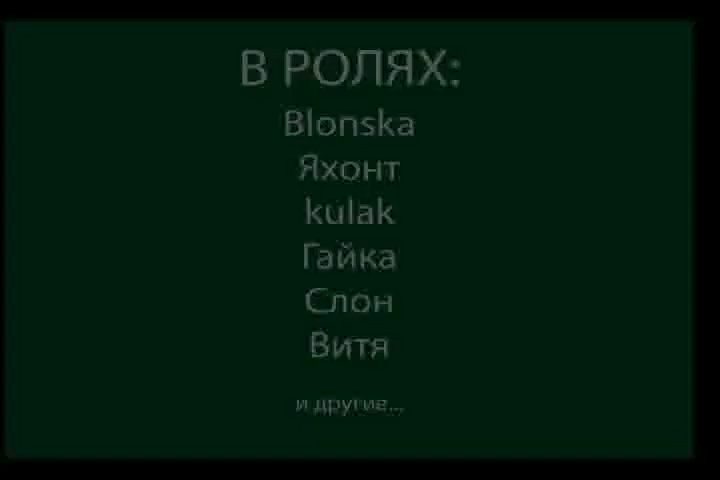 В РОЛЯХ:
Blonska
Яхонт
kulak
Гайка
Слон
Витя
и другие...